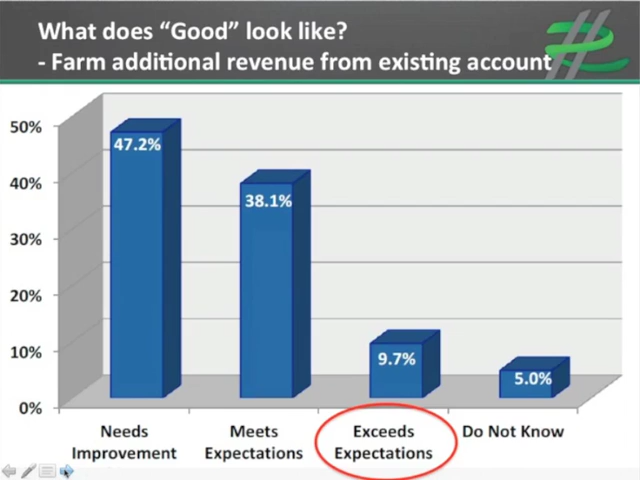 What does “Good” look like?
- Farm additional revenue from existing account
50%
40%
30%
20%
10%
0%
47.2%
38.1%
9.7%
5.0%
Needs
Improvement
Meets
Expectations
Exceeds
Expectations
Do Not Know